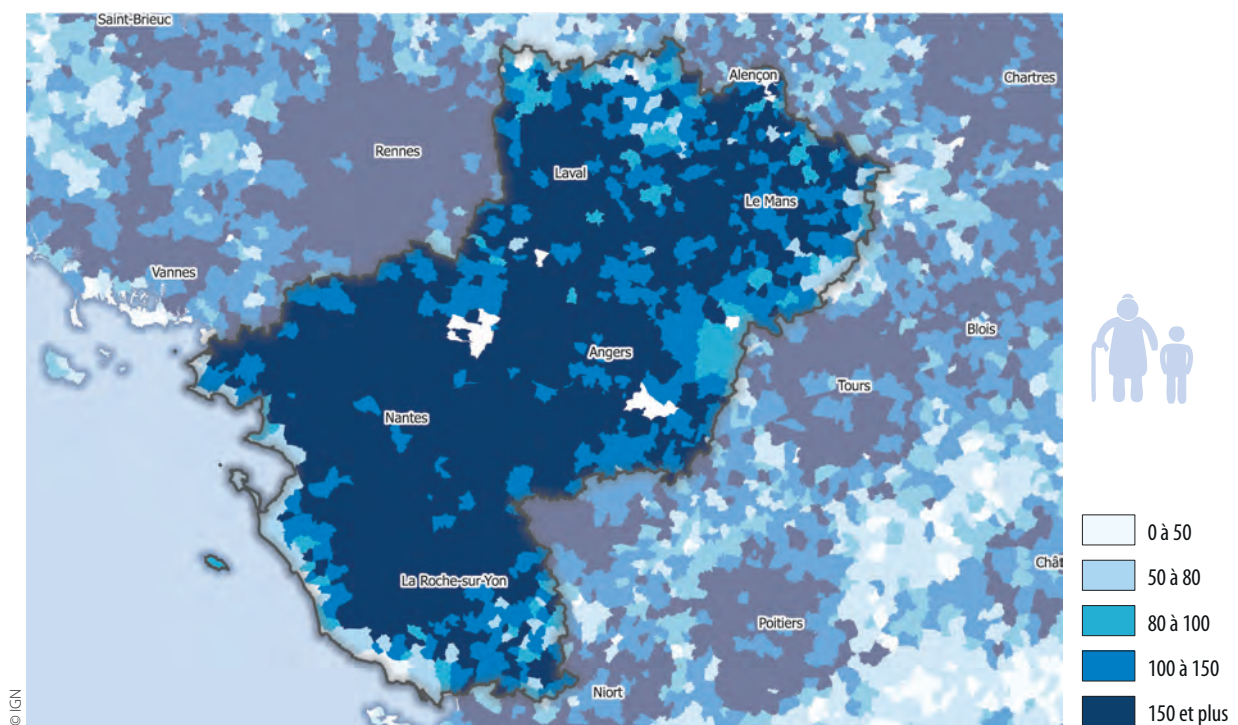 Saint-Brieuc
Alençon
Chartres
Rennes
Laval
Le Mans
Vannes
Blois
Angers
Tours
Nantes
Chât
La Roche-sur-Yon
Poitiers
Niort
© IGN
0 à 50
50 à 80
80 à 100
100 à 150
150 et plus